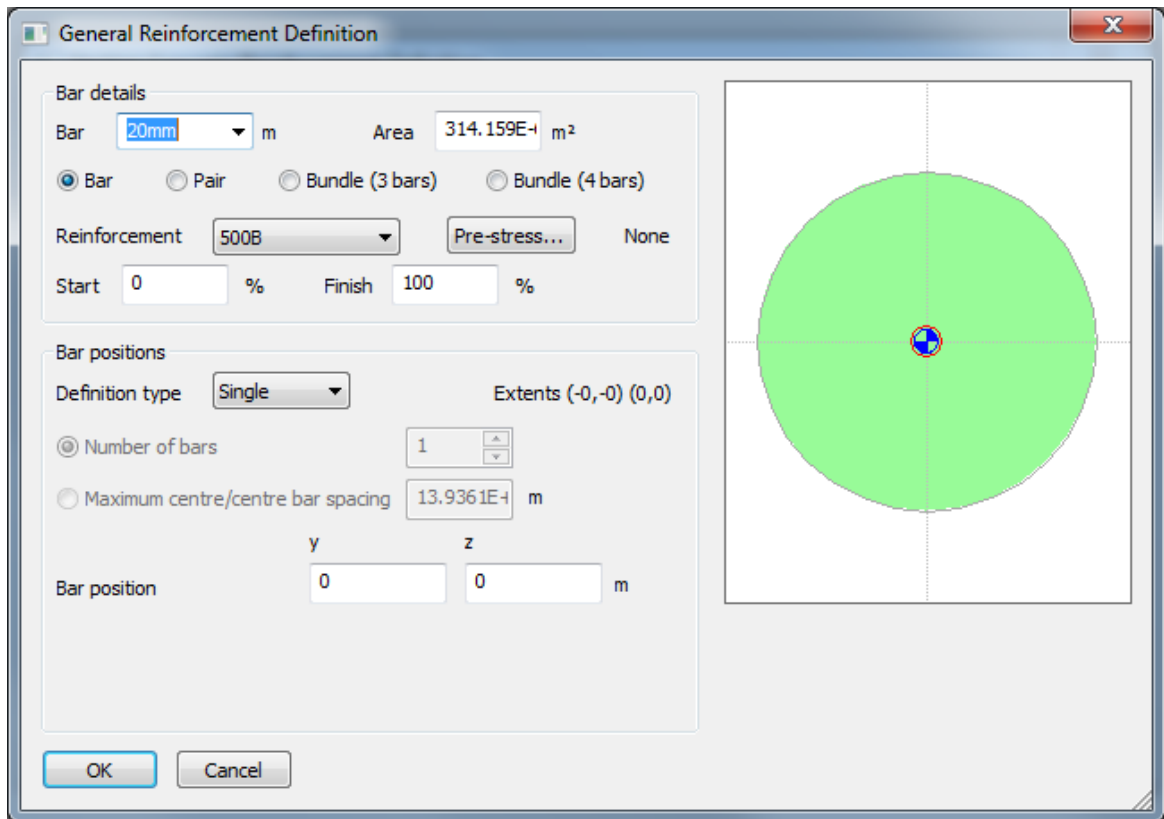 General Reinforcement Definition
Bar details
Bar 20mm m Area 314.159E- m²
Bar Pair Bundle (3 bars) Bundle (4 bars)
Reinforcement 500B Pre-stress... None
Start 0 % Finish 100 %
Bar positions
Definition type Single Extents (-0,-0) (0,0)
Number of bars 1
Maximum centre/centre bar spacing 13.9361E- m
y z
Bar position 0 0 m
OK Cancel